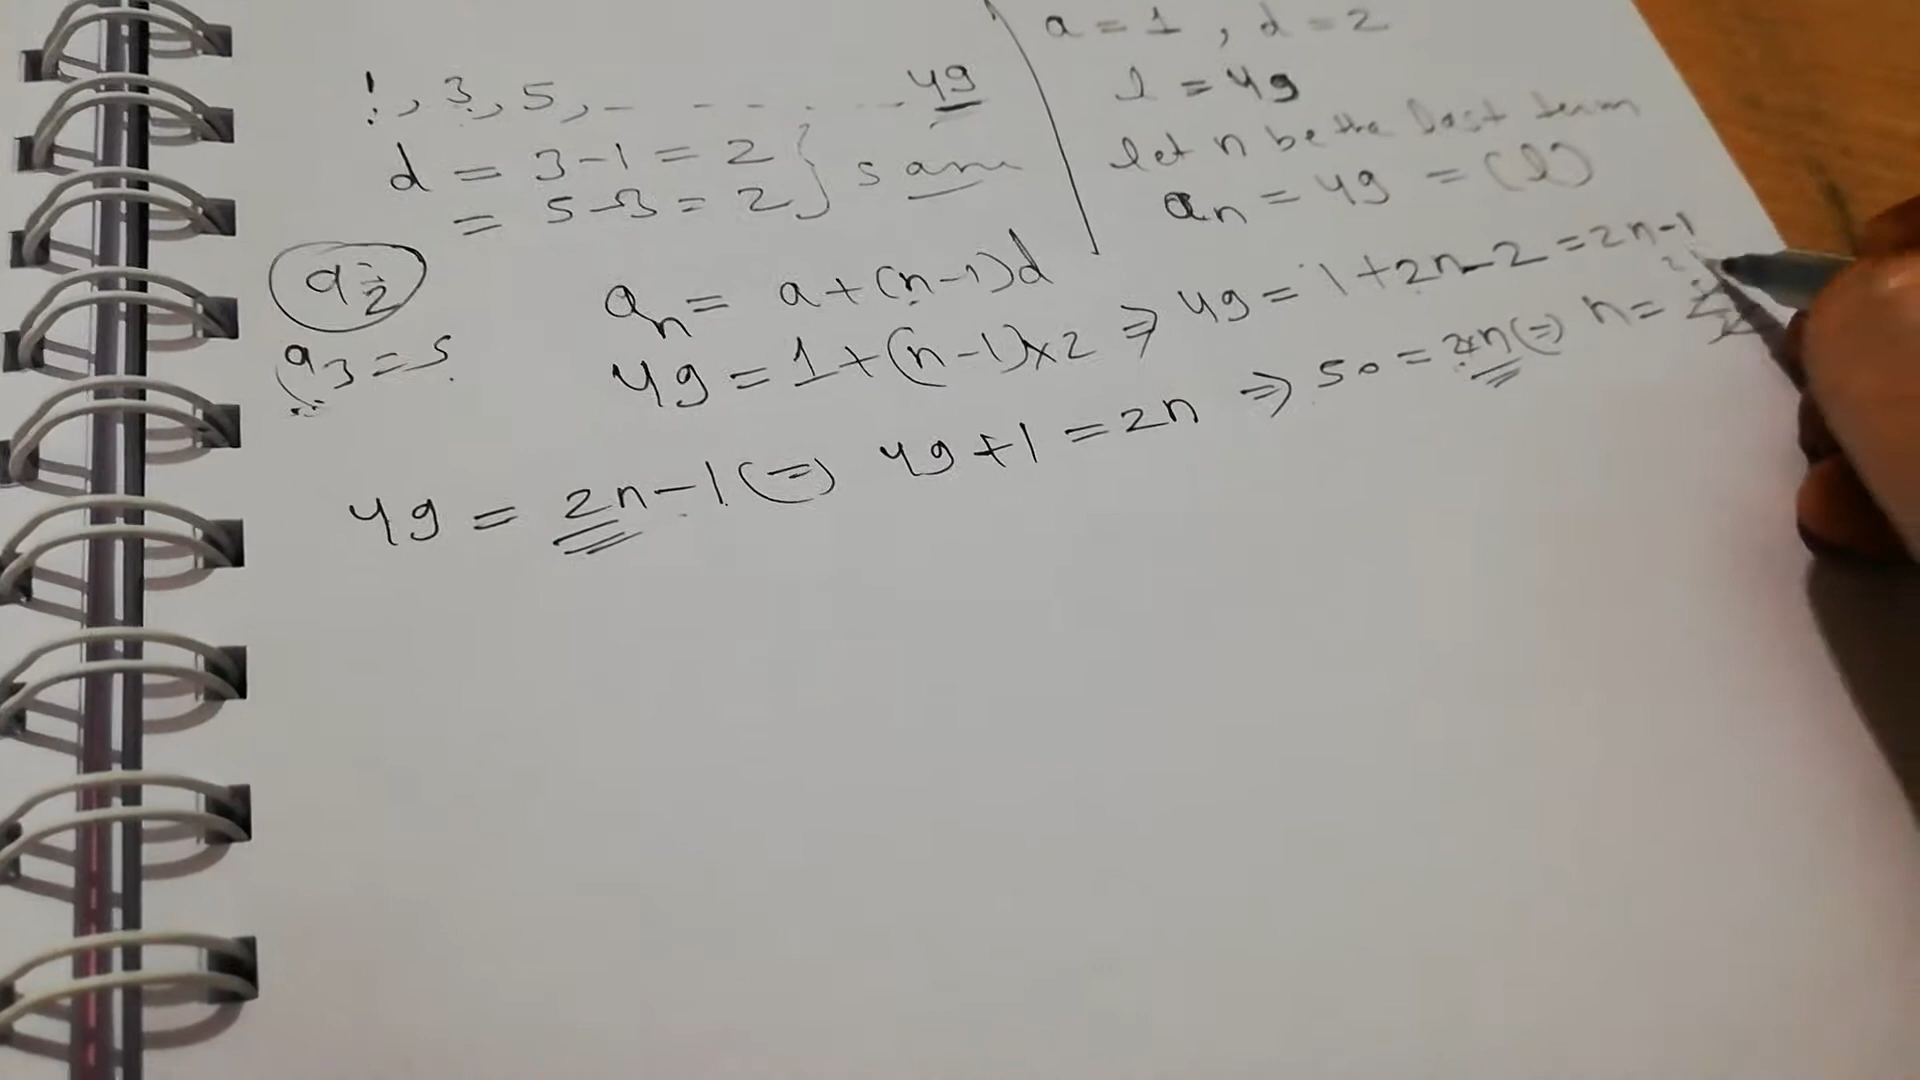 1, 3, 5, - - - - - - 49
d = 3-1 = 2
= 5-3 = 2 } same
a = 1, d = 2
l = 49
let n be the last term
an = 49 = (l)
a2
a3 = 5
an = a+(n-1)d
49 = 1+(n-1)×2 ⇒ 49 = 1+2n-2 = 2n-1
49 = 2n-1 (⇒) 49+1 = 2n ⇒ 50 = 2×n (⇒) n =